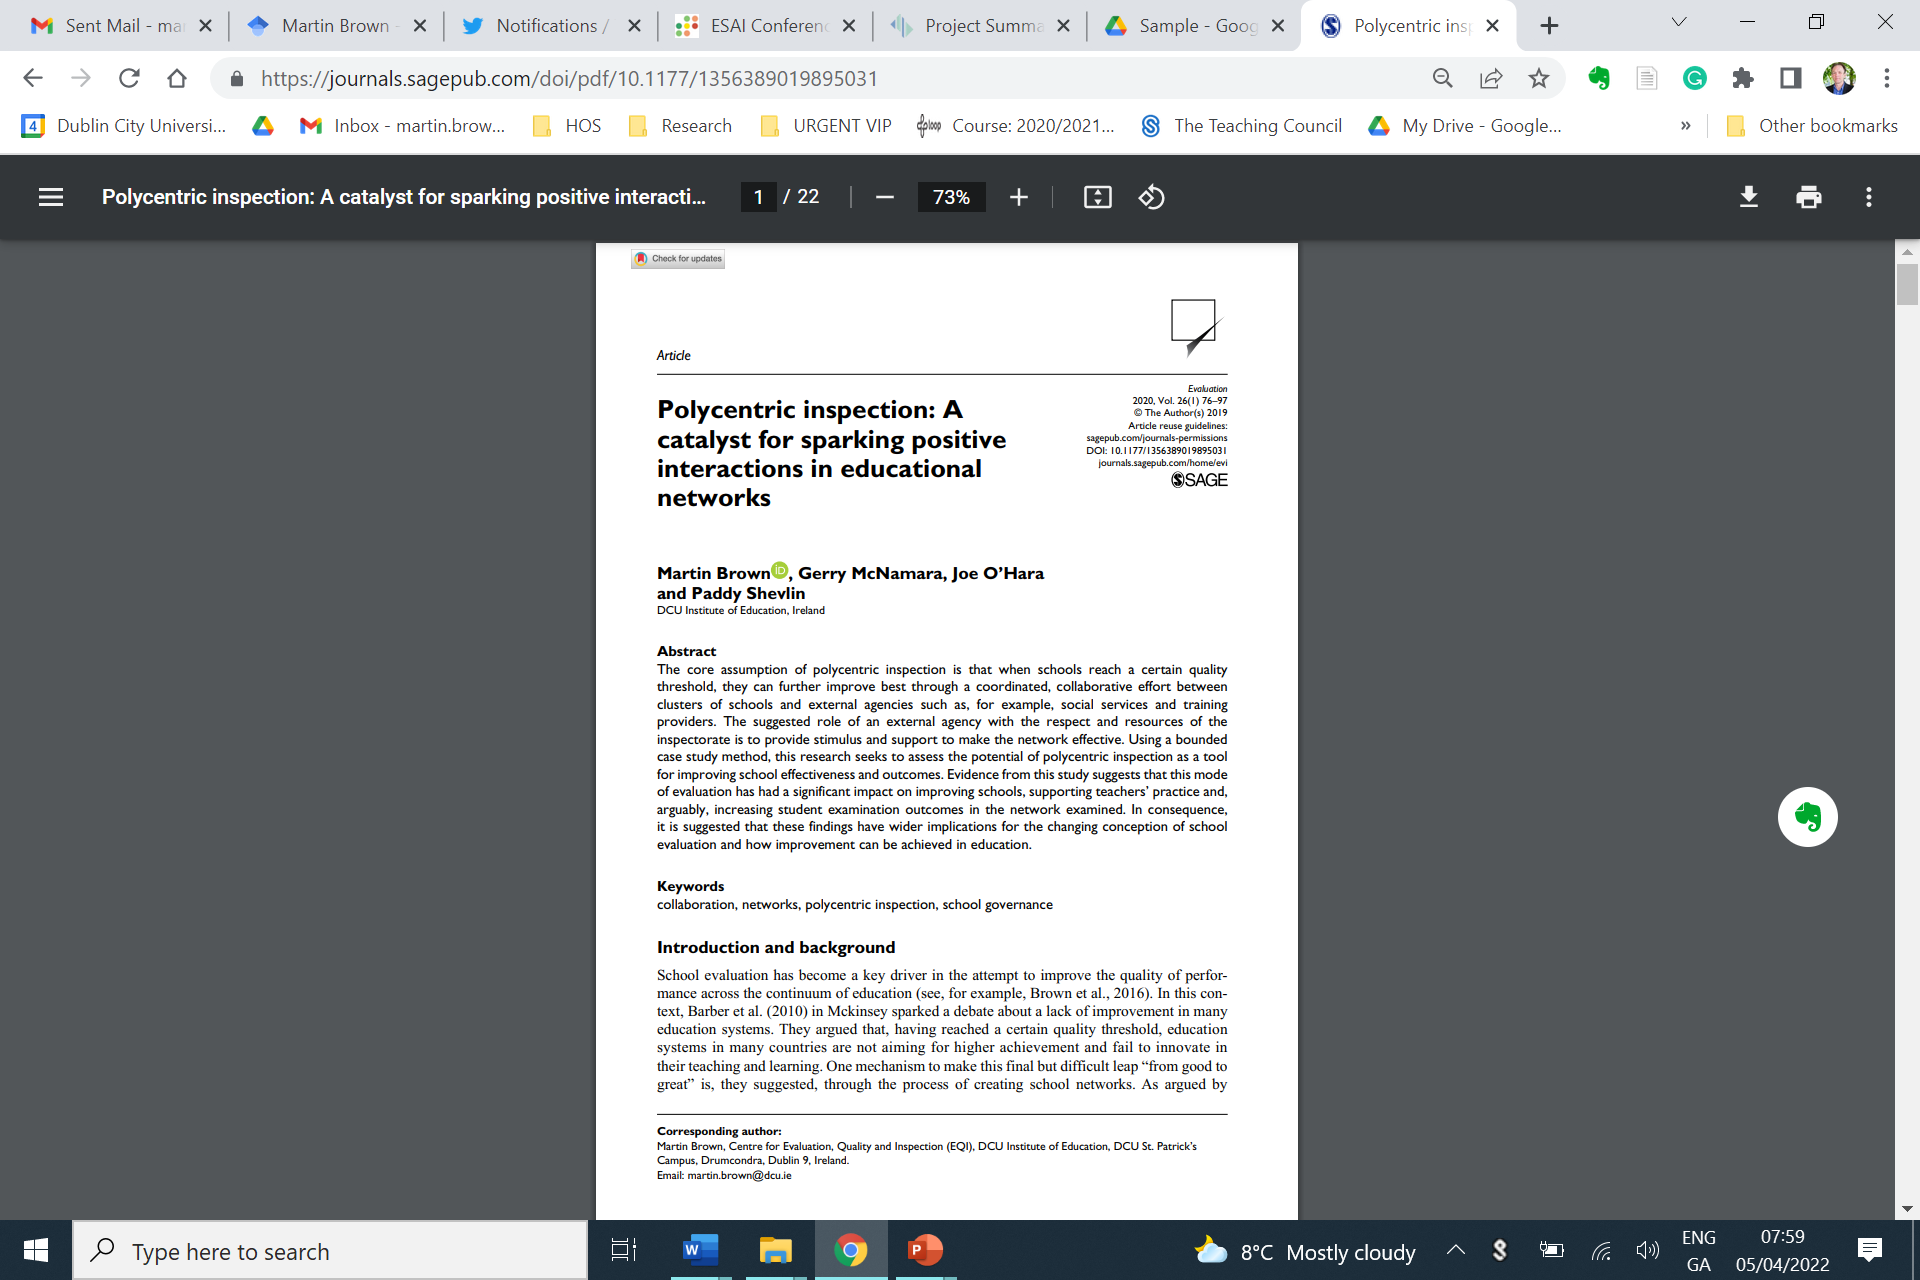 Sent Mail - ma
Martin Brown -
Notifications /
ESAI Conferenc
Project Summa
Sample - Goog
Polycentric insp
https://journals.sagepub.com/doi/pdf/10.1177/1356389019895031
4
Dublin City Universi...
Inbox - martin.brow...
HOS
Research
URGENT VIP
loop
Course: 2020/2021...
The Teaching Council
My Drive - Google...
»
Other bookmarks
Polycentric inspection: A catalyst for sparking positive interacti...
1 / 22
73%
Check for updates
Article
Evaluation
2020, Vol. 26(1) 76–97
© The Author(s) 2019
Article reuse guidelines:
sagepub.com/journals-permissions
DOI: 10.1177/1356389019895031
journals.sagepub.com/home/evi
SAGE
Polycentric inspection: A
catalyst for sparking positive
interactions in educational
networks
Martin Brown iD, Gerry McNamara, Joe O’Hara
and Paddy Shevlin
DCU Institute of Education, Ireland
Abstract
The core assumption of polycentric inspection is that when schools reach a certain quality
threshold, they can further improve best through a coordinated, collaborative effort between
clusters of schools and external agencies such as, for example, social services and training
providers. The suggested role of an external agency with the respect and resources of the
inspectorate is to provide stimulus and support to make the network effective. Using a bounded
case study method, this research seeks to assess the potential of polycentric inspection as a tool
for improving school effectiveness and outcomes. Evidence from this study suggests that this mode
of evaluation has had a significant impact on improving schools, supporting teachers’ practice and,
arguably, increasing student examination outcomes in the network examined. In consequence,
it is suggested that these findings have wider implications for the changing conception of school
evaluation and how improvement can be achieved in education.
Keywords
collaboration, networks, polycentric inspection, school governance
Introduction and background
School evaluation has become a key driver in the attempt to improve the quality of perfor-
mance across the continuum of education (see, for example, Brown et al., 2016). In this con-
text, Barber et al. (2010) in Mckinsey sparked a debate about a lack of improvement in many
education systems. They argued that, having reached a certain quality threshold, education
systems in many countries are not aiming for higher achievement and fail to innovate in
their teaching and learning. One mechanism to make this final but difficult leap “from good to
great” is, they suggested, through the process of creating school networks. As argued by
Corresponding author:
Martin Brown, Centre for Evaluation, Quality and Inspection (EQI), DCU Institute of Education, DCU St. Patrick’s
Campus, Drumcondra, Dublin 9, Ireland.
Email: martin.brown@dcu.ie
Type here to search
8°C Mostly cloudy
ENG
GA
07:59
05/04/2022